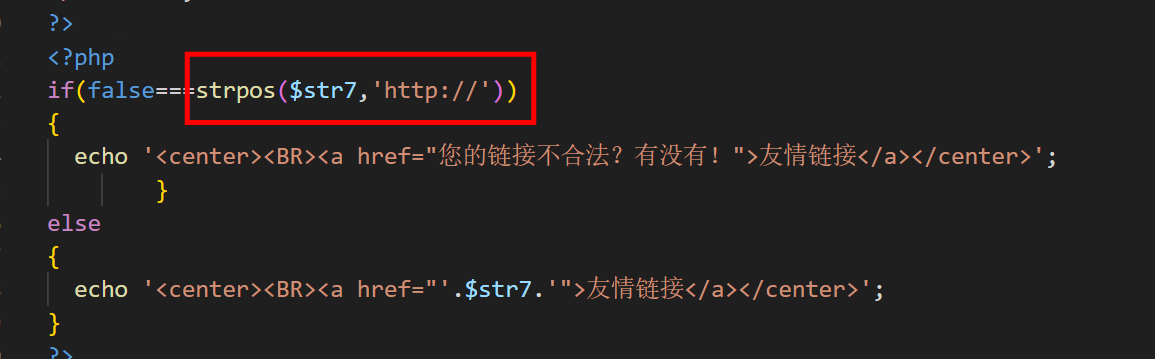 ?>
<?php
if(false===strpos($str7,'http://'))
{
echo '<center><BR><a href="您的链接不合法？有没有！">友情链接</a></center>';
}
else
{
echo '<center><BR><a href="'.$str7.'">友情链接</a></center>';
}
?>